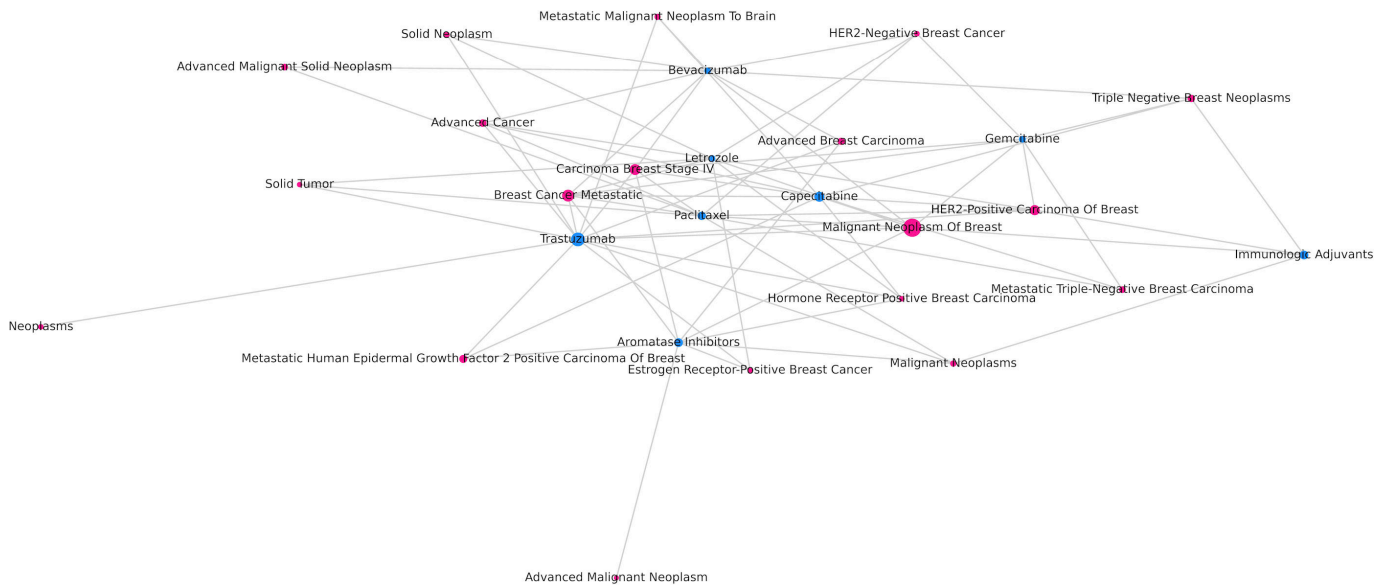 Metastatic Malignant Neoplasm To Brain
Solid Neoplasm
HER2-Negative Breast Cancer
Advanced Malignant Solid Neoplasm
Bevacizumab
Triple Negative Breast Neoplasms
Advanced Cancer
Advanced Breast Carcinoma
Gemcitabine
Letrozole
Carcinoma Breast Stage IV
Solid Tumor
Breast Cancer Metastatic
Capecitabine
HER2-Positive Carcinoma Of Breast
Paclitaxel
Malignant Neoplasm Of Breast
Trastuzumab
Immunologic Adjuvants
Metastatic Triple-Negative Breast Carcinoma
Hormone Receptor Positive Breast Carcinoma
Neoplasms
Aromatase Inhibitors
Metastatic Human Epidermal Growth Factor 2 Positive Carcinoma Of Breast
Malignant Neoplasms
Estrogen Receptor-Positive Breast Cancer
Advanced Malignant Neoplasm